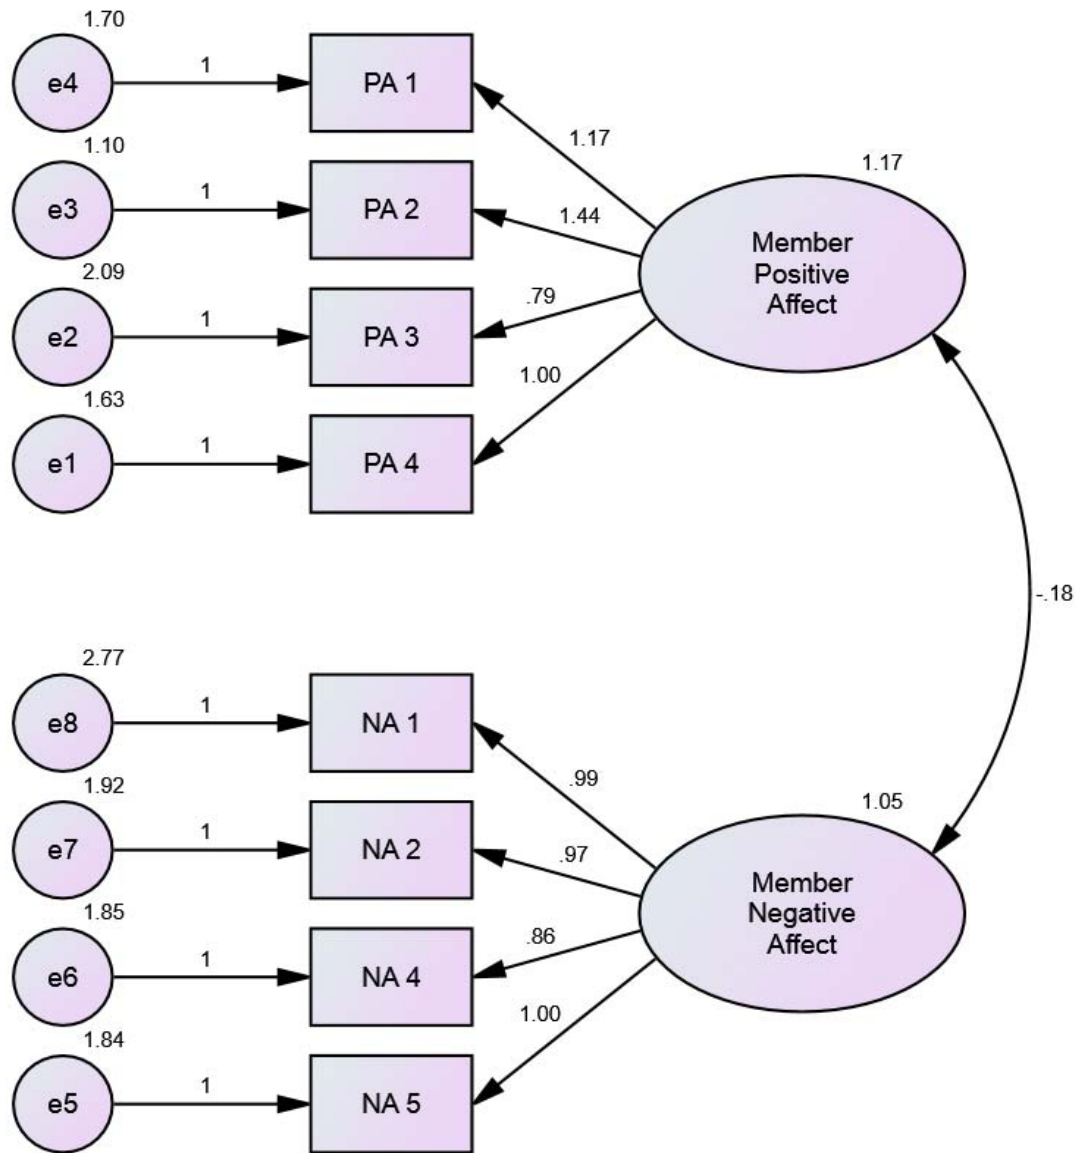 1.70
e4
1
PA 1
1.17
1.10
e3
1
PA 2
1.44
2.09
e2
1
PA 3
.79
1.63
e1
1
PA 4
1.00
1.17
Member
Positive
Affect
-.18
2.77
e8
1
NA 1
.99
1.92
e7
1
NA 2
.97
1.85
e6
1
NA 4
.86
1.84
e5
1
NA 5
1.00
1.05
Member
Negative
Affect